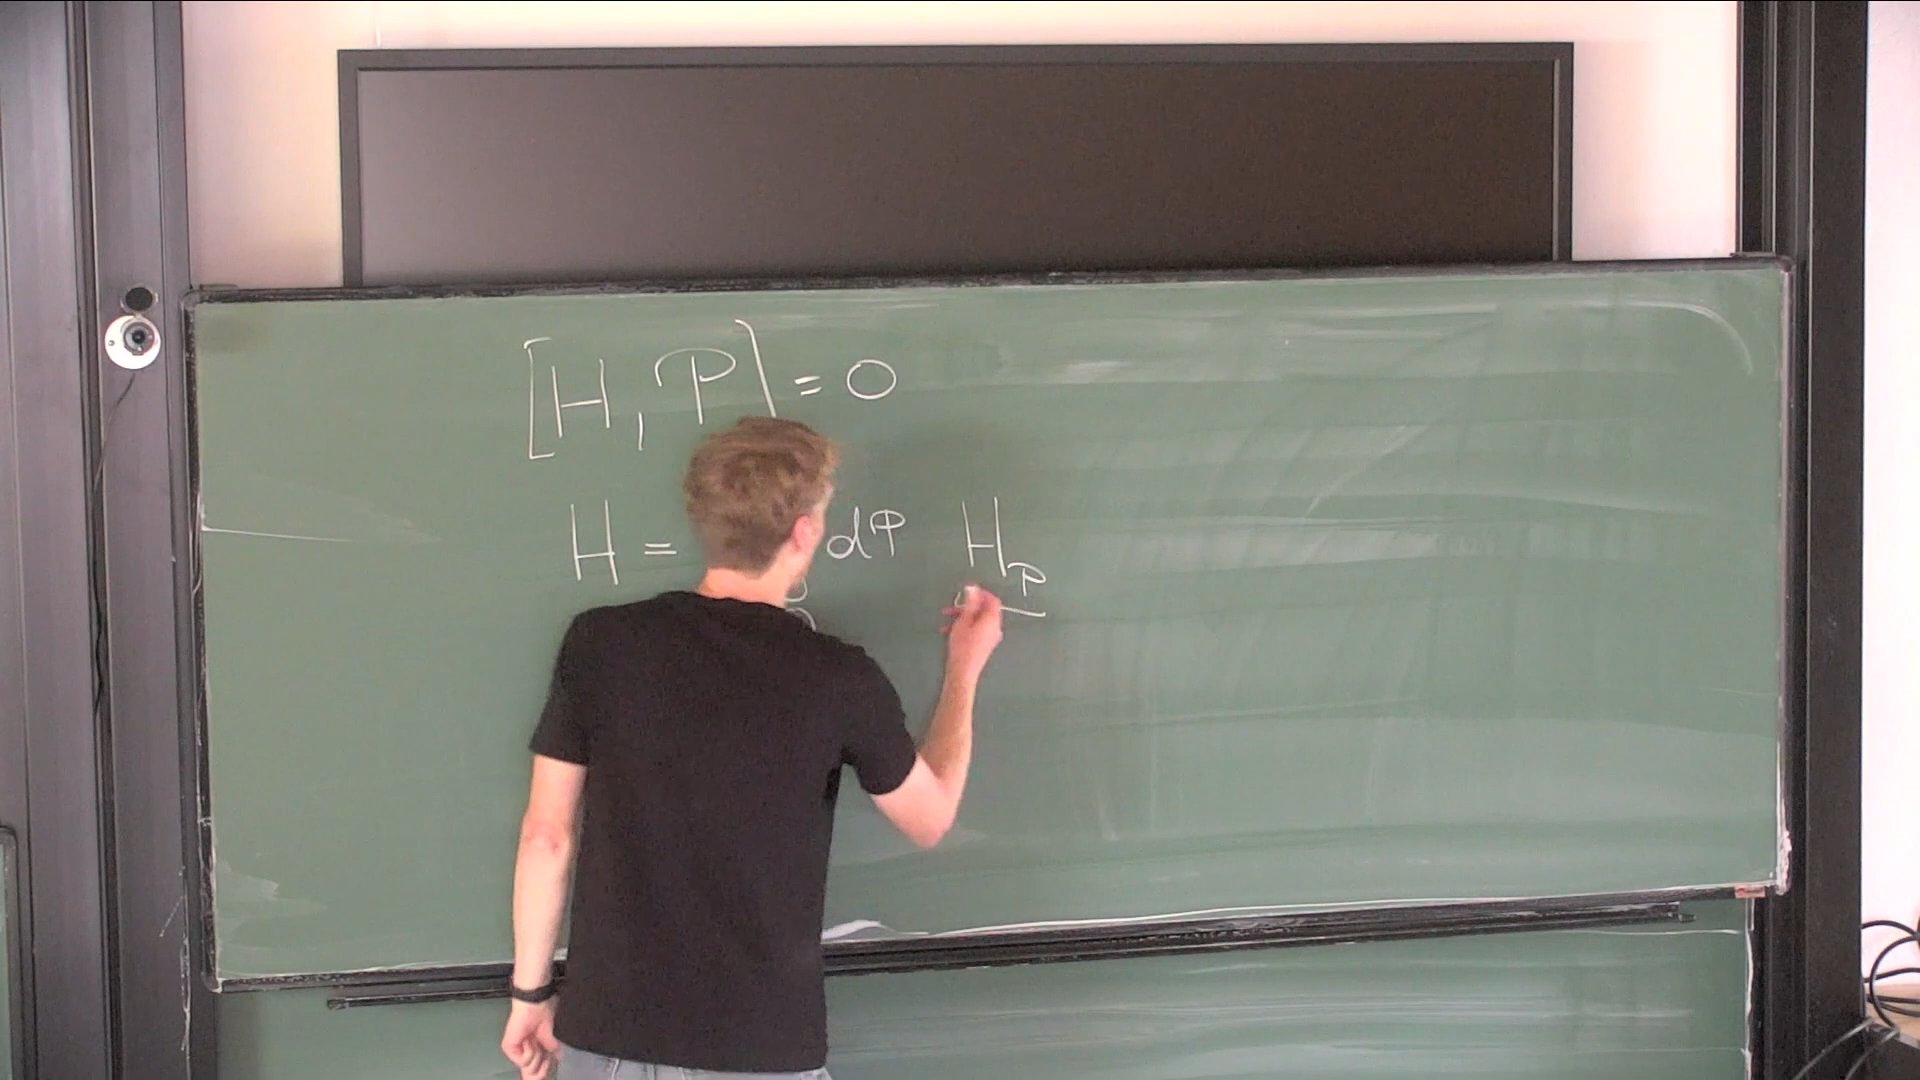 [H, P] = 0
H = dP H_P